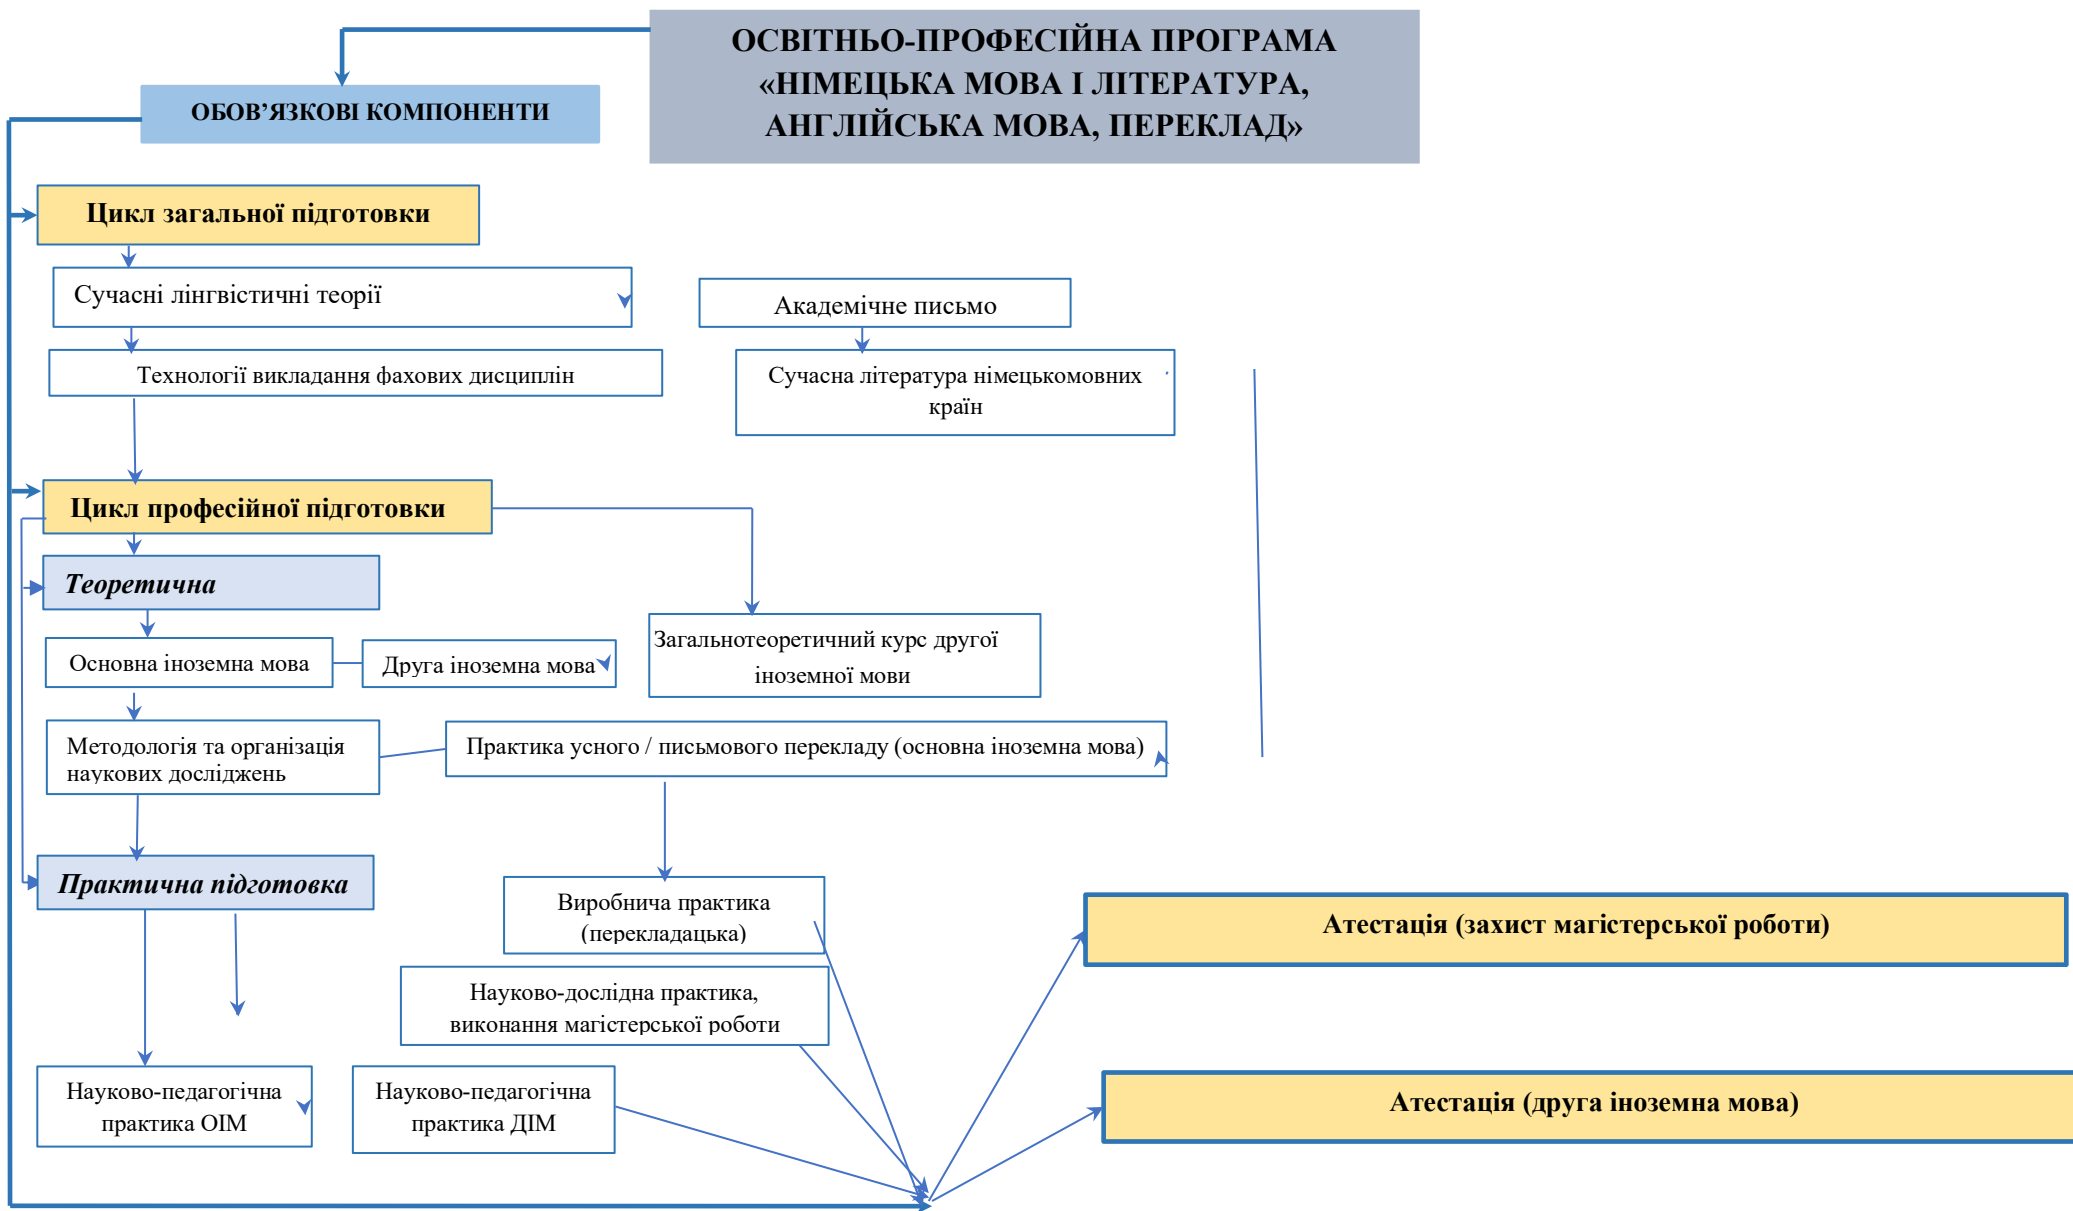 ОСВІТНЬО-ПРОФЕСІЙНА ПРОГРАМА
«НІМЕЦЬКА МОВА І ЛІТЕРАТУРА,
АНГЛІЙСЬКА МОВА, ПЕРЕКЛАД»
ОБОВ’ЯЗКОВІ КОМПОНЕНТИ
Цикл загальної підготовки
Сучасні лінгвістичні теорії
Академічне письмо
Технології викладання фахових дисциплін
Сучасна література німецькомовних
країн
Цикл професійної підготовки
Теоретична
Основна іноземна мова
Друга іноземна мова
Загальнотеоретичний курс другої
іноземної мови
Методологія та організація
наукових досліджень
Практика усного / письмового перекладу (основна іноземна мова)
Практична підготовка
Виробнича практика
(перекладацька)
Атестація (захист магістерської роботи)
Науково-дослідна практика,
виконання магістерської роботи
Науково-педагогічна
практика ОІМ
Науково-педагогічна
практика ДІМ
Атестація (друга іноземна мова)